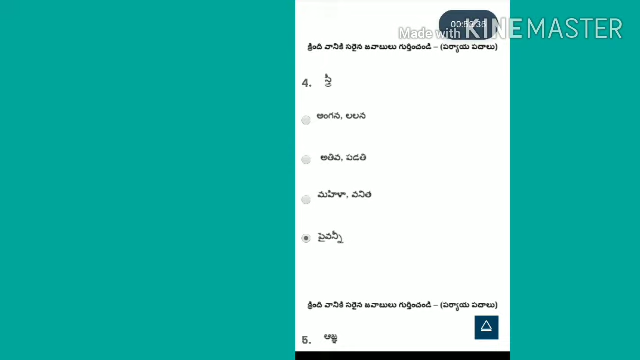 Made with KINEMASTER
క్రింది వానికి సరైన జవాబులు గుర్తించండి – (పర్యాయ పదాలు)
4. స్త్రీ
అంగన, లలన
అతివ, పడతి
మహిళా, వనిత
పైవన్నీ
క్రింది వానికి సరైన జవాబులు గుర్తించండి – (పర్యాయ పదాలు)
5. ఆజ్ఞ